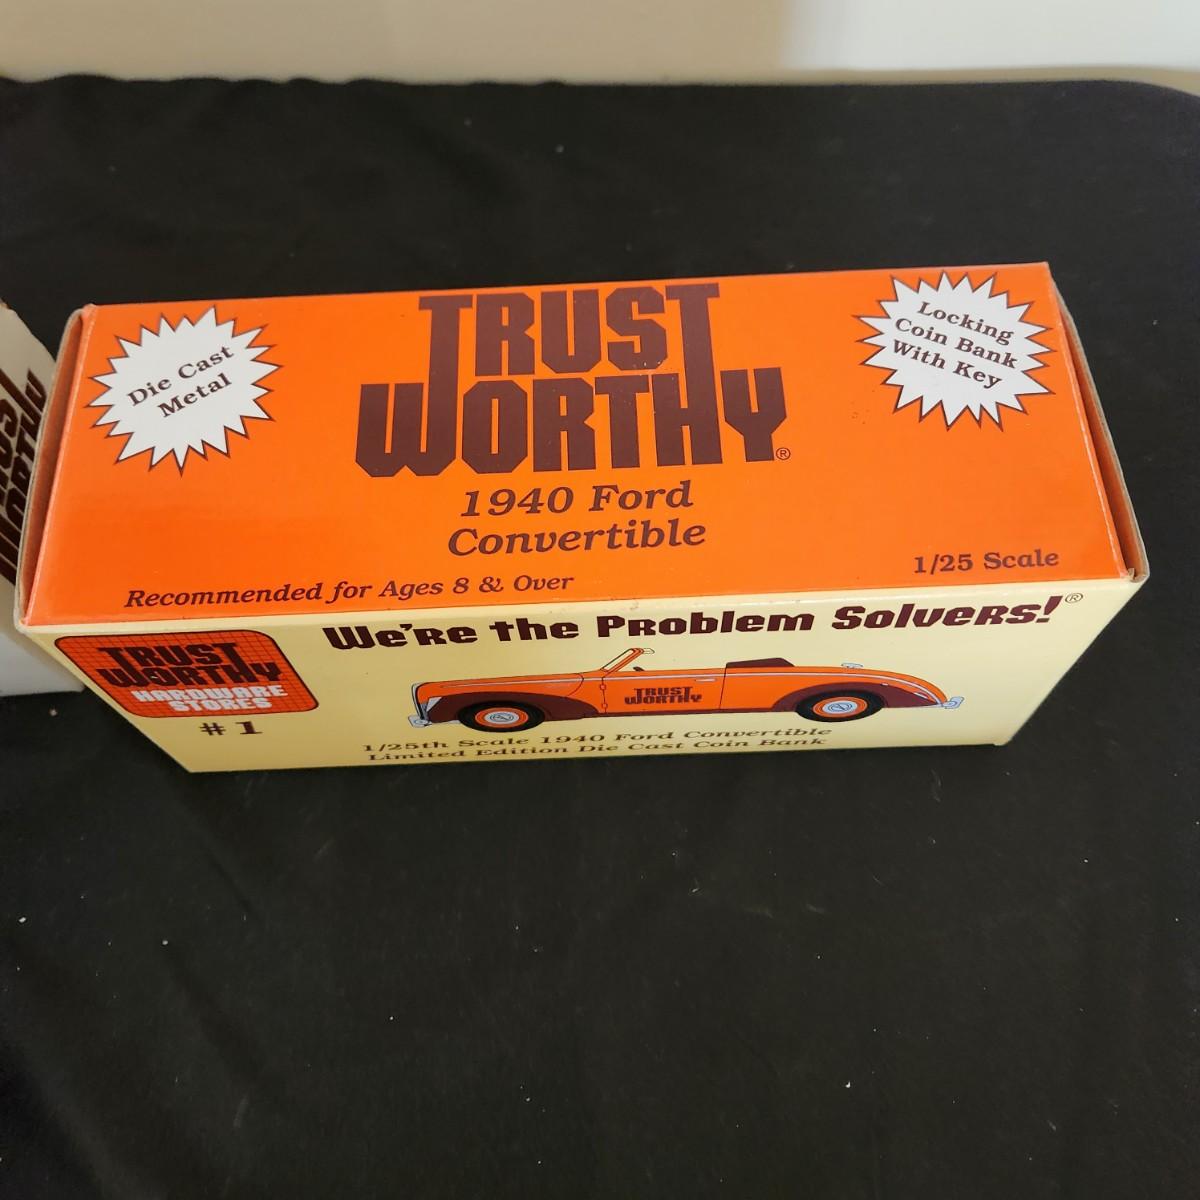 Die Cast
Metal
TRUST
WORTHY®
Locking
Coin Bank
With Key
1940 Ford
Convertible
Recommended for Ages 8 & Over
1/25 Scale
TRUST
WORTHY
HARDWARE
STORES
#1
We're the Problem Solvers!®
TRUST
WORTHY
1/25th Scale 1940 Ford Convertible
Limited Edition Die Cast Coin Bank